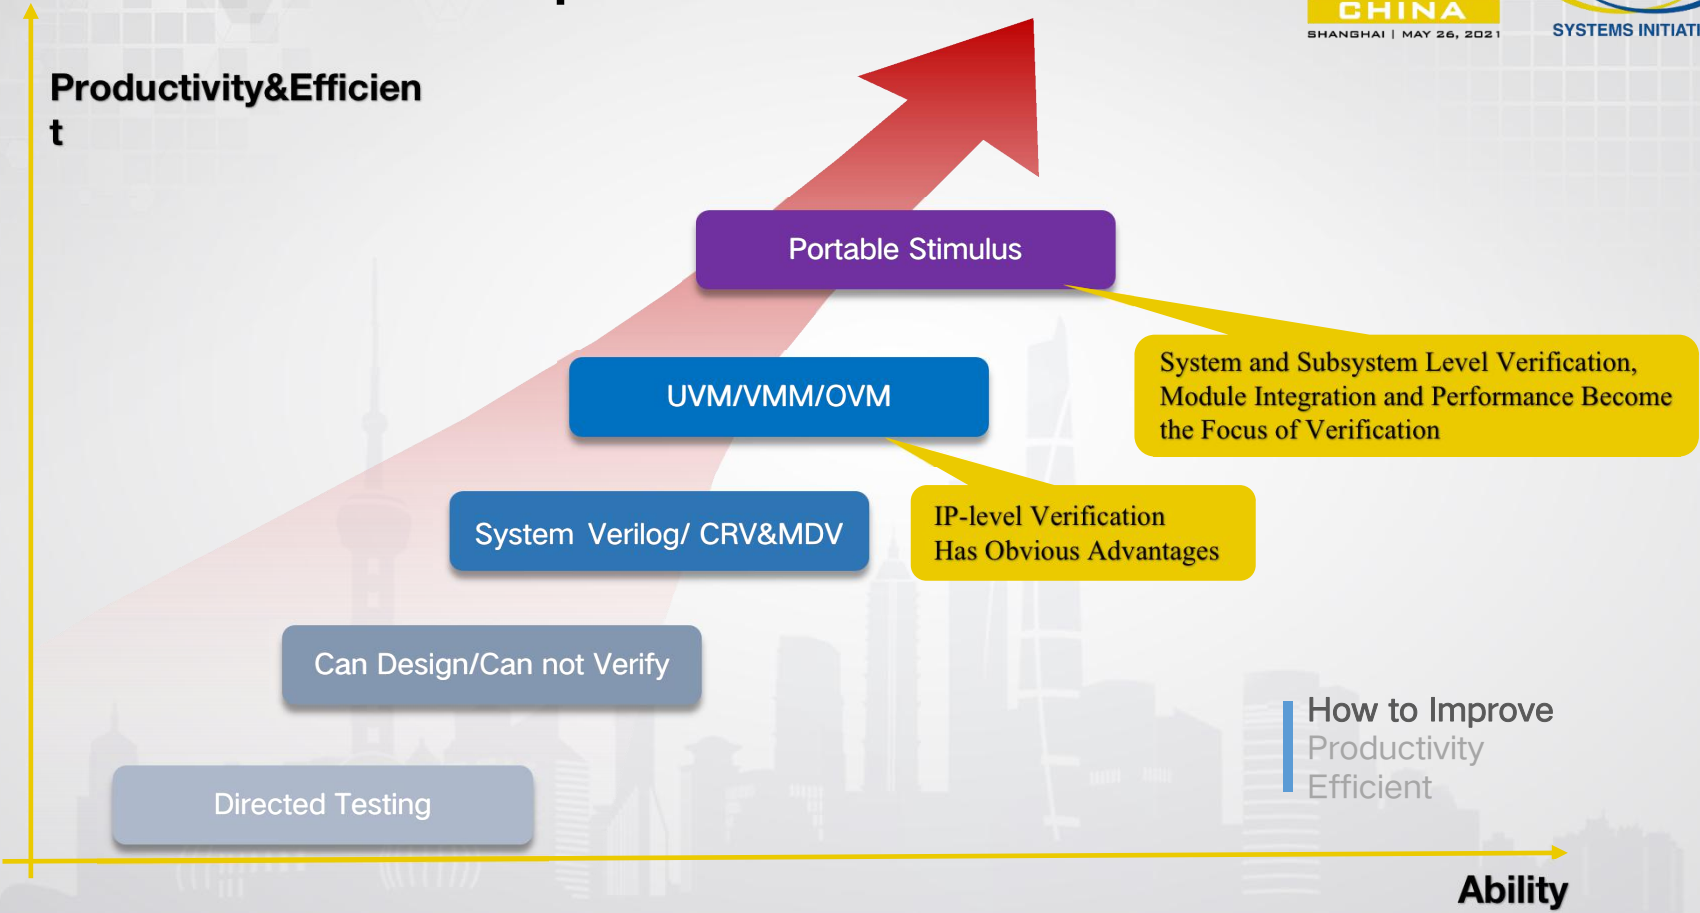 CHINA
SHANGHAI | MAY 26, 2021
SYSTEMS INITIATI
Productivity&Efficien
t
Portable Stimulus
System and Subsystem Level Verification,
Module Integration and Performance Become
the Focus of Verification
UVM/VMM/OVM
IP-level Verification
Has Obvious Advantages
System Verilog/ CRV&MDV
Can Design/Can not Verify
How to Improve
Productivity
Efficient
Directed Testing
Ability